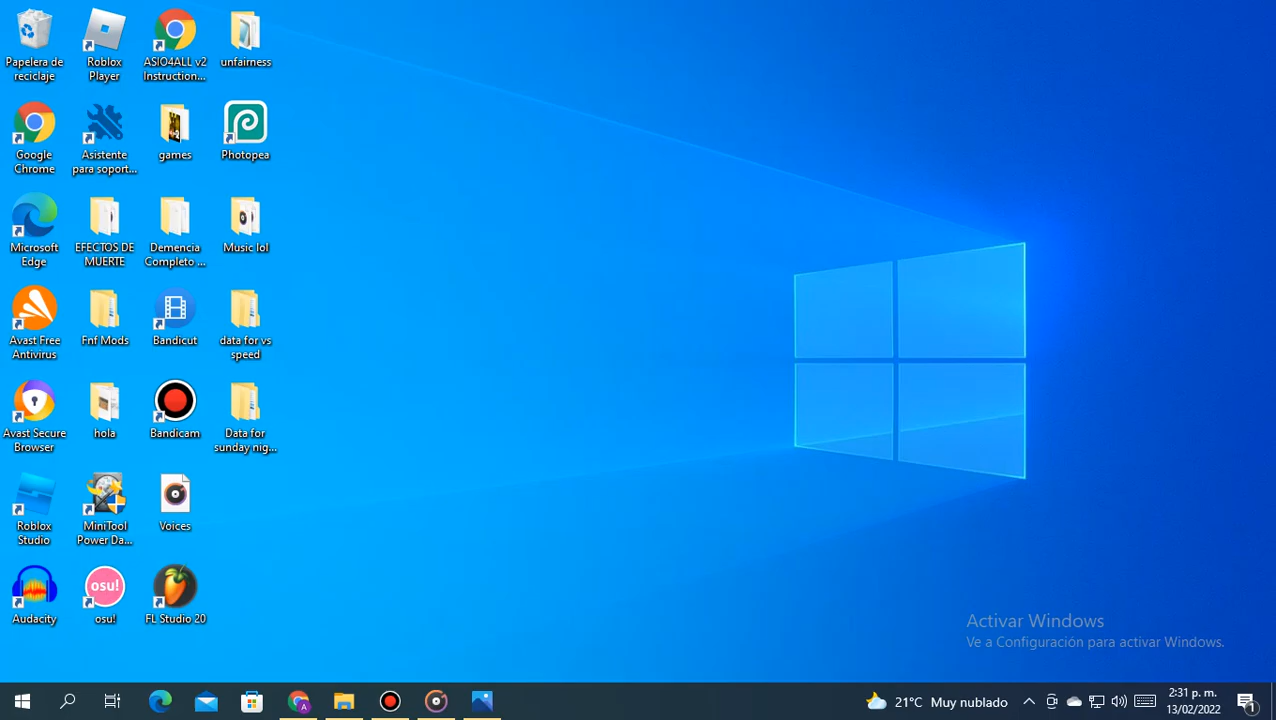 Papelera de
reciclaje
Roblox
Player
ASIO4ALL v2
Instruction...
unfairness
Google
Chrome
Asistente
para soport...
games
Photopea
Microsoft
Edge
EFECTOS DE
MUERTE
Demencia
Completo ...
Music lol
Avast Free
Antivirus
Fnf Mods
Bandicut
data for vs
speed
Avast Secure
Browser
hola
Bandicam
Data for
sunday nig...
Roblox
Studio
MiniTool
Power Da...
Voices
Audacity
osu!
osu!
FL Studio 20
Activar Windows
Ve a Configuración para activar Windows.
A
21°C Muy nublado
2:31 p. m.
13/02/2022
1